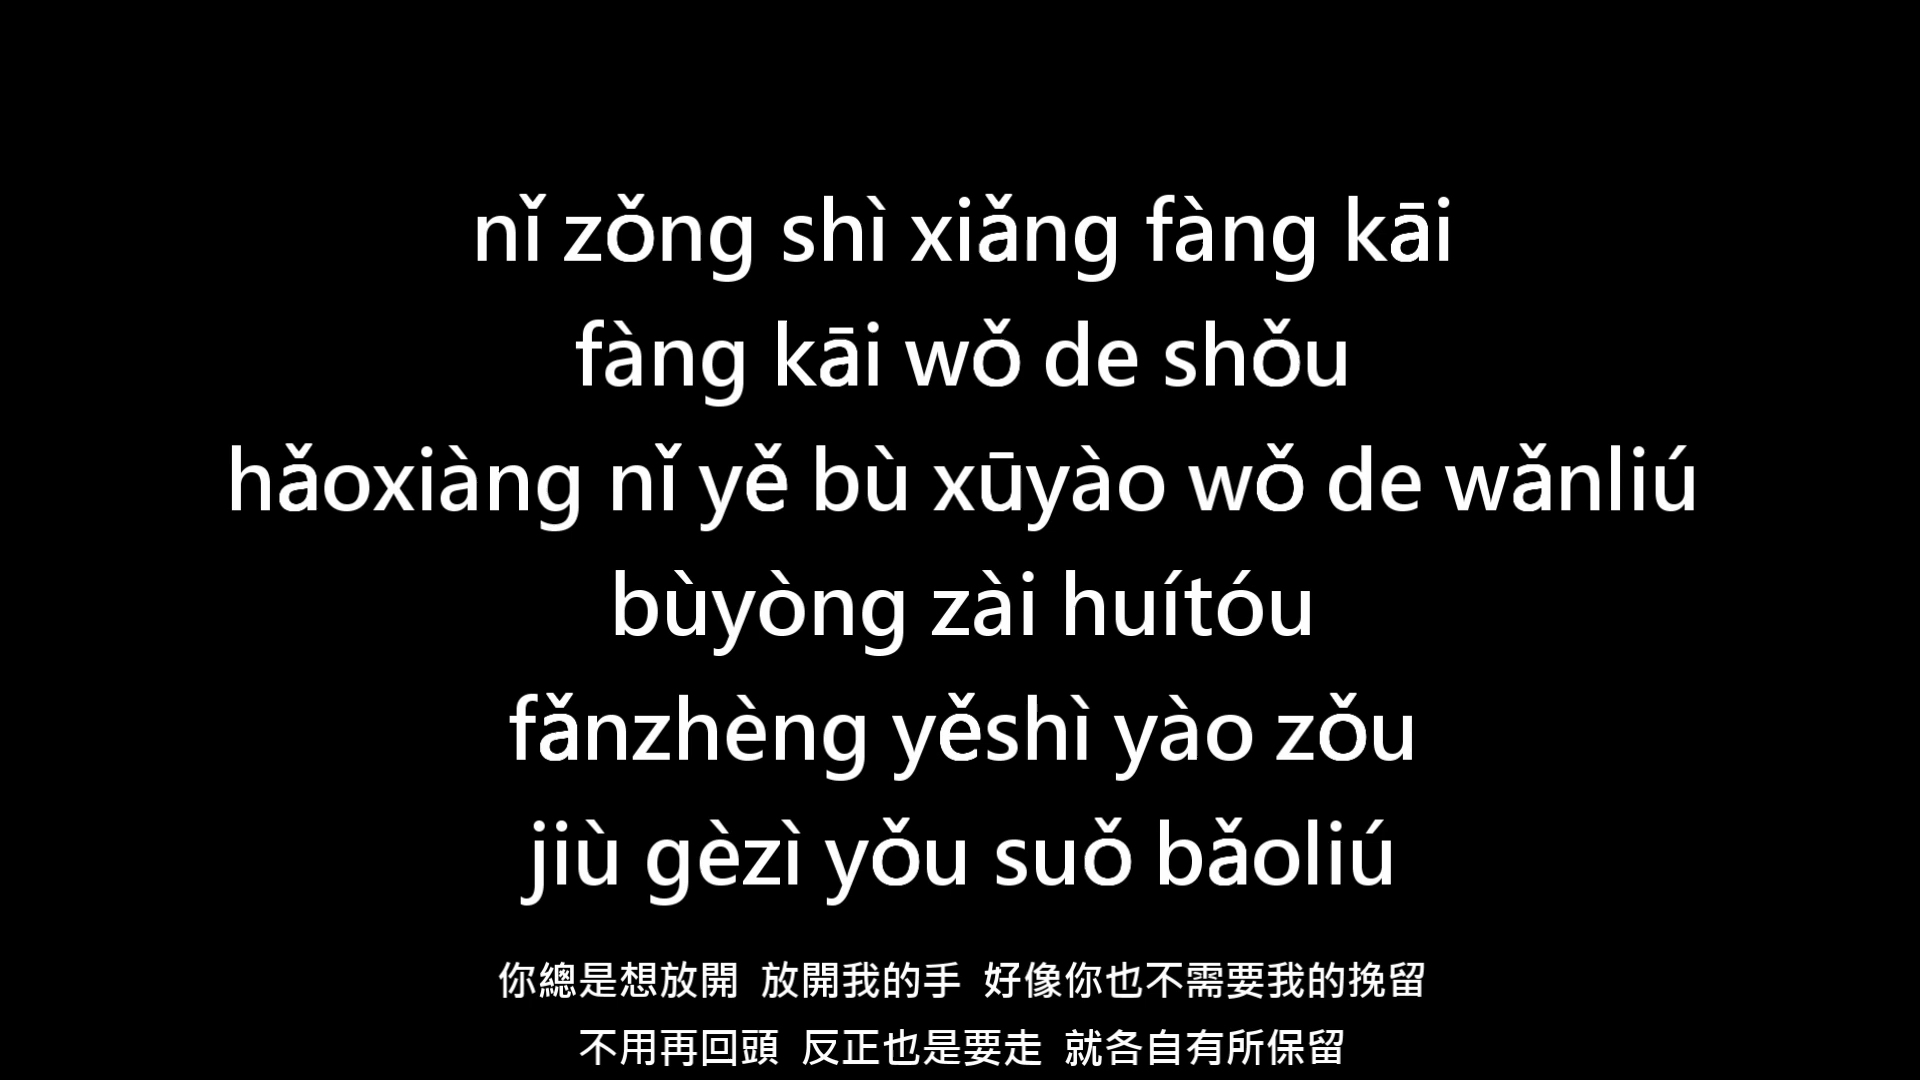 nǐ zǒng shì xiǎng fàng kāi
fàng kāi wǒ de shǒu
hǎoxiàng nǐ yě bù xūyào wǒ de wǎnliú
bùyòng zài huítóu
fǎnzhèng yěshì yào zǒu
jiù gèzì yǒu suǒ bǎoliú
你總是想放開 放開我的手 好像你也不需要我的挽留
不用再回頭 反正也是要走 就各自有所保留